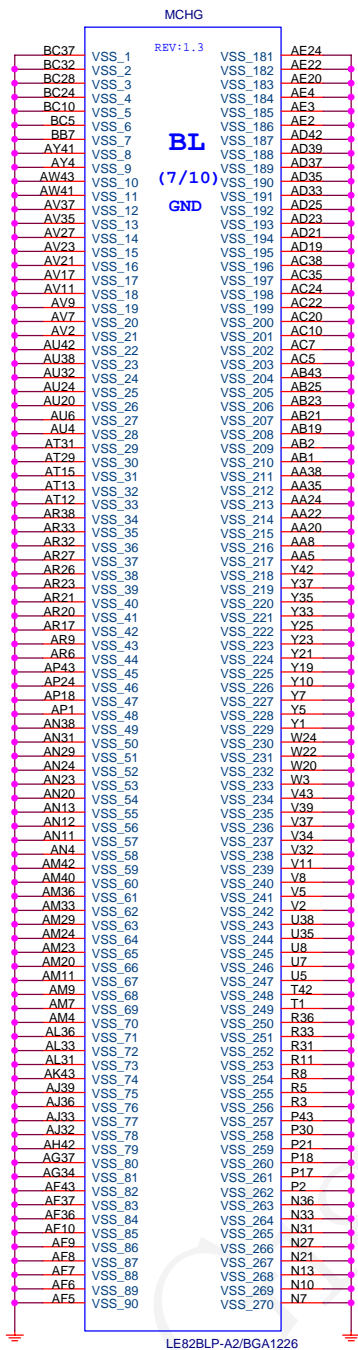 MCHG
REV:1.3
BC37 VSS_1 VSS_181 AE24
BC32 VSS_2 VSS_182 AE22
BC28 VSS_3 VSS_183 AE20
BC24 VSS_4 VSS_184 AE4
BC10 VSS_5 VSS_185 AE3
BC5 VSS_6 VSS_186 AE2
BB7 VSS_7 BL VSS_187 AD42
AY41 VSS_8 VSS_188 AD39
AY4 VSS_9 VSS_189 AD37
AW43 VSS_10 (7/10) VSS_190 AD35
AW41 VSS_11 VSS_191 AD33
AV37 VSS_12 GND VSS_192 AD25
AV35 VSS_13 VSS_193 AD23
AV27 VSS_14 VSS_194 AD21
AV23 VSS_15 VSS_195 AD19
AV21 VSS_16 VSS_196 AC38
AV17 VSS_17 VSS_197 AC35
AV11 VSS_18 VSS_198 AC24
AV9 VSS_19 VSS_199 AC22
AV7 VSS_20 VSS_200 AC20
AV2 VSS_21 VSS_201 AC10
AU42 VSS_22 VSS_202 AC7
AU38 VSS_23 VSS_203 AC5
AU32 VSS_24 VSS_204 AB43
AU24 VSS_25 VSS_205 AB25
AU20 VSS_26 VSS_206 AB23
AU6 VSS_27 VSS_207 AB21
AU4 VSS_28 VSS_208 AB19
AT31 VSS_29 VSS_209 AB2
AT29 VSS_30 VSS_210 AB1
AT15 VSS_31 VSS_211 AA38
AT13 VSS_32 VSS_212 AA35
AT12 VSS_33 VSS_213 AA24
AR38 VSS_34 VSS_214 AA22
AR33 VSS_35 VSS_215 AA20
AR32 VSS_36 VSS_216 AA8
AR27 VSS_37 VSS_217 AA5
AR26 VSS_38 VSS_218 Y42
AR23 VSS_39 VSS_219 Y37
AR21 VSS_40 VSS_220 Y35
AR20 VSS_41 VSS_221 Y33
AR17 VSS_42 VSS_222 Y25
AR9 VSS_43 VSS_223 Y23
AR6 VSS_44 VSS_224 Y21
AP43 VSS_45 VSS_225 Y19
AP24 VSS_46 VSS_226 Y10
AP18 VSS_47 VSS_227 Y7
AP1 VSS_48 VSS_228 Y5
AN38 VSS_49 VSS_229 Y1
AN31 VSS_50 VSS_230 W24
AN29 VSS_51 VSS_231 W22
AN24 VSS_52 VSS_232 W20
AN23 VSS_53 VSS_233 W3
AN20 VSS_54 VSS_234 V43
AN13 VSS_55 VSS_235 V39
AN12 VSS_56 VSS_236 V37
AN11 VSS_57 VSS_237 V34
AN4 VSS_58 VSS_238 V32
AM42 VSS_59 VSS_239 V11
AM40 VSS_60 VSS_240 V8
AM36 VSS_61 VSS_241 V5
AM33 VSS_62 VSS_242 V2
AM29 VSS_63 VSS_243 U38
AM24 VSS_64 VSS_244 U35
AM23 VSS_65 VSS_245 U8
AM20 VSS_66 VSS_246 U7
AM11 VSS_67 VSS_247 U5
AM9 VSS_68 VSS_248 T42
AM7 VSS_69 VSS_249 T1
AM4 VSS_70 VSS_250 R36
AL36 VSS_71 VSS_251 R33
AL33 VSS_72 VSS_252 R31
AL31 VSS_73 VSS_253 R11
AK43 VSS_74 VSS_254 R8
AJ39 VSS_75 VSS_255 R5
AJ36 VSS_76 VSS_256 R3
AJ33 VSS_77 VSS_257 P43
AJ32 VSS_78 VSS_258 P30
AH42 VSS_79 VSS_259 P21
AG37 VSS_80 VSS_260 P18
AG34 VSS_81 VSS_261 P17
AF43 VSS_82 VSS_262 P2
AF37 VSS_83 VSS_263 N36
AF36 VSS_84 VSS_264 N33
AF10 VSS_85 VSS_265 N31
AF9 VSS_86 VSS_266 N27
AF8 VSS_87 VSS_267 N21
AF7 VSS_88 VSS_268 N13
AF6 VSS_89 VSS_269 N10
AF5 VSS_90 VSS_270 N7
LE82BLP-A2/BGA1226